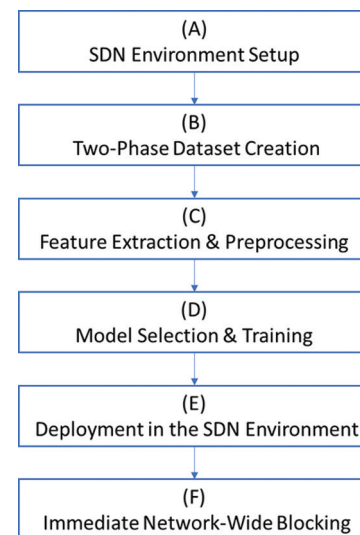 (A)
SDN Environment Setup
(B)
Two-Phase Dataset Creation
(C)
Feature Extraction & Preprocessing
(D)
Model Selection & Training
(E)
Deployment in the SDN Environment
(F)
Immediate Network-Wide Blocking